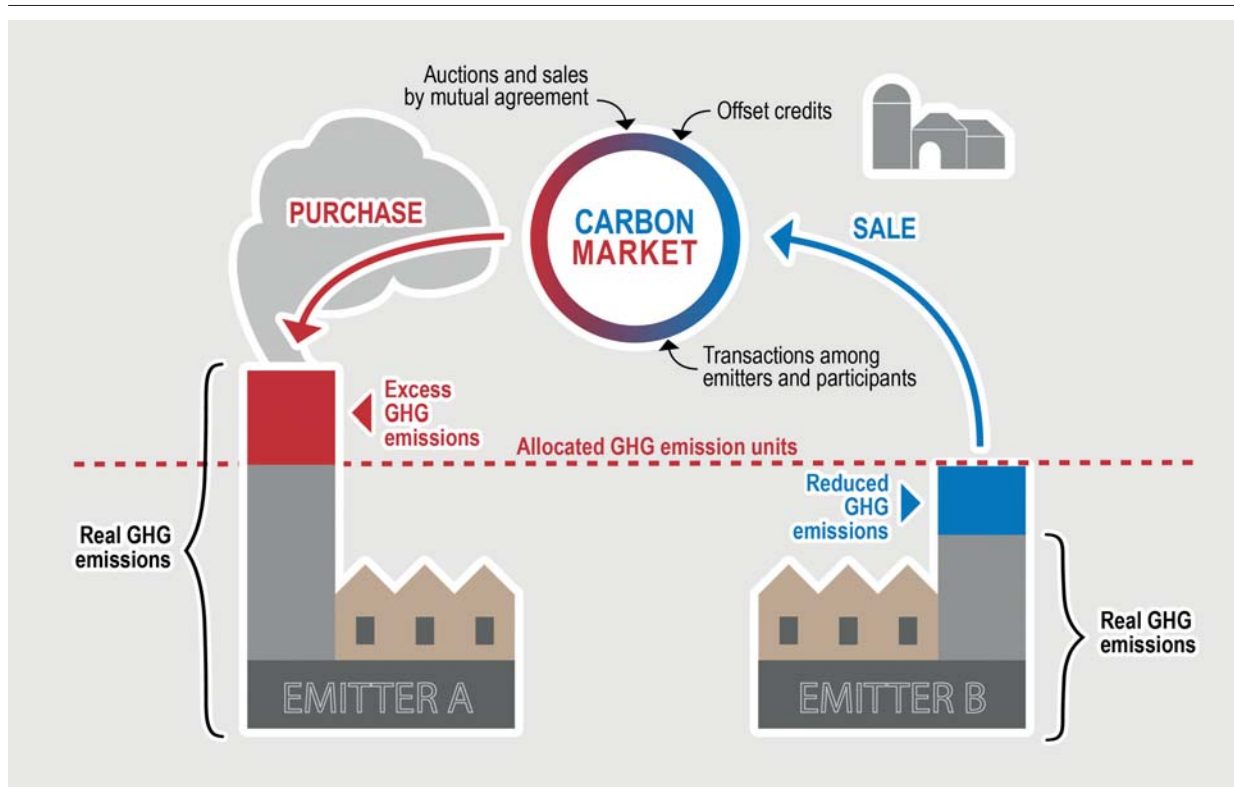 Auctions and sales
by mutual agreement
Offset credits
PURCHASE
CARBON
MARKET
SALE
Transactions among
emitters and participants
Excess
GHG
emissions
Allocated GHG emission units
Reduced
GHG
emissions
Real GHG
emissions
Real GHG
emissions
EMITTER A
EMITTER B